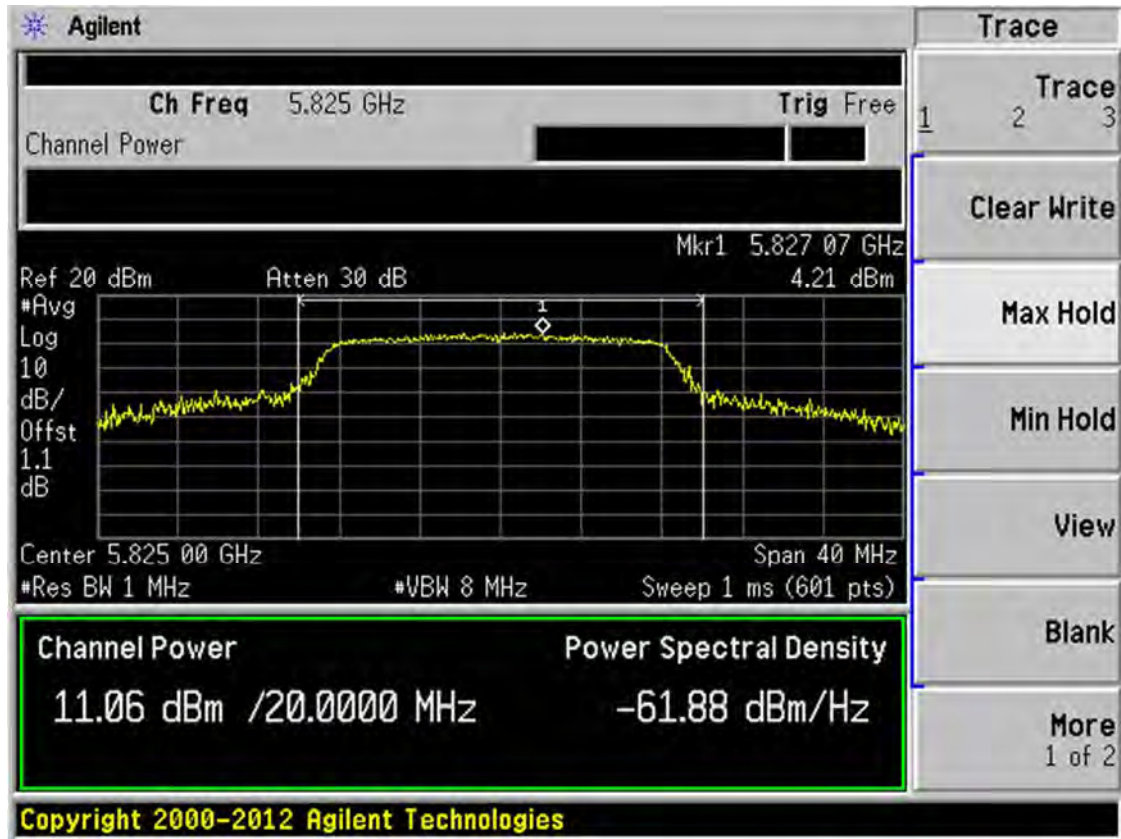 Agilent
Trace
Ch Freq 5.825 GHz Trig Free
Channel Power
Trace
1 2 3
Clear Write
Mkr1 5.827 07 GHz
Ref 20 dBm Atten 30 dB 4.21 dBm
#Avg
Log
10
dB/
Offst
1.1
dB
1
Max Hold
Min Hold
View
Center 5.825 00 GHz Span 40 MHz
#Res BW 1 MHz #VBW 8 MHz Sweep 1 ms (601 pts)
Channel Power Power Spectral Density
11.06 dBm /20.0000 MHz -61.88 dBm/Hz
Blank
More
1 of 2
Copyright 2000-2012 Agilent Technologies